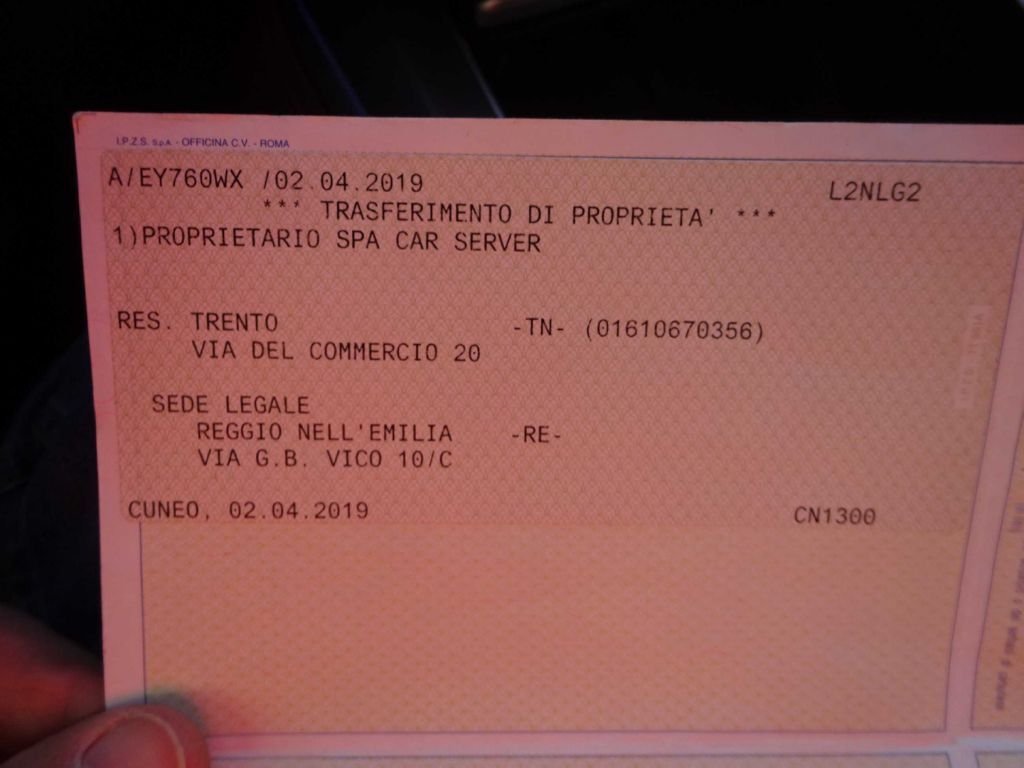 I.P.Z.S. S.p.A. - OFFICINA C.V. - ROMA
A/EY760WX /02.04.2019 L2NLG2
*** TRASFERIMENTO DI PROPRIETA' ***
1)PROPRIETARIO SPA CAR SERVER
RES. TRENTO -TN- (01610670356)
VIA DEL COMMERCIO 20
SEDE LEGALE
REGGIO NELL'EMILIA -RE-
VIA G.B. VICO 10/C
CUNEO, 02.04.2019 CN1300